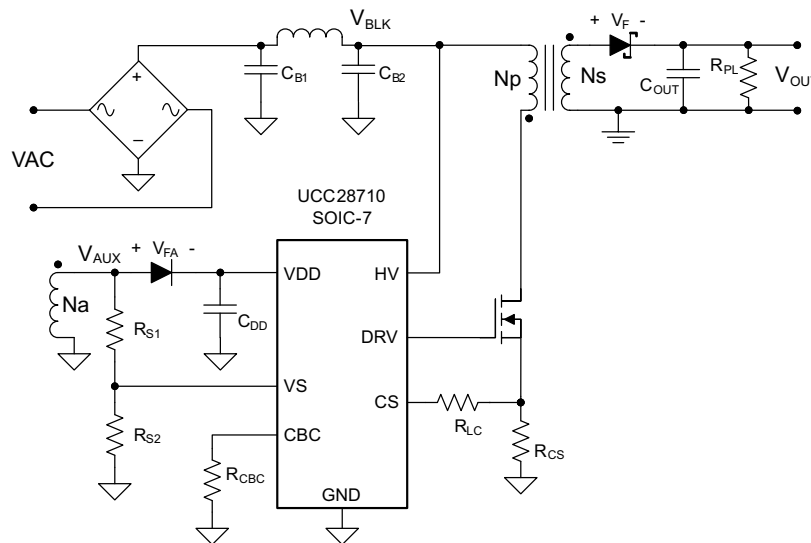 V_BLK
+ V_F -
C_B1
C_B2
Np
Ns
C_OUT
R_PL
V_OUT
+
−
VAC
UCC28710
SOIC-7
V_AUX
+ V_FA -
VDD
HV
Na
C_DD
R_S1
DRV
VS
CS
R_LC
R_S2
CBC
R_CBC
R_CS
GND